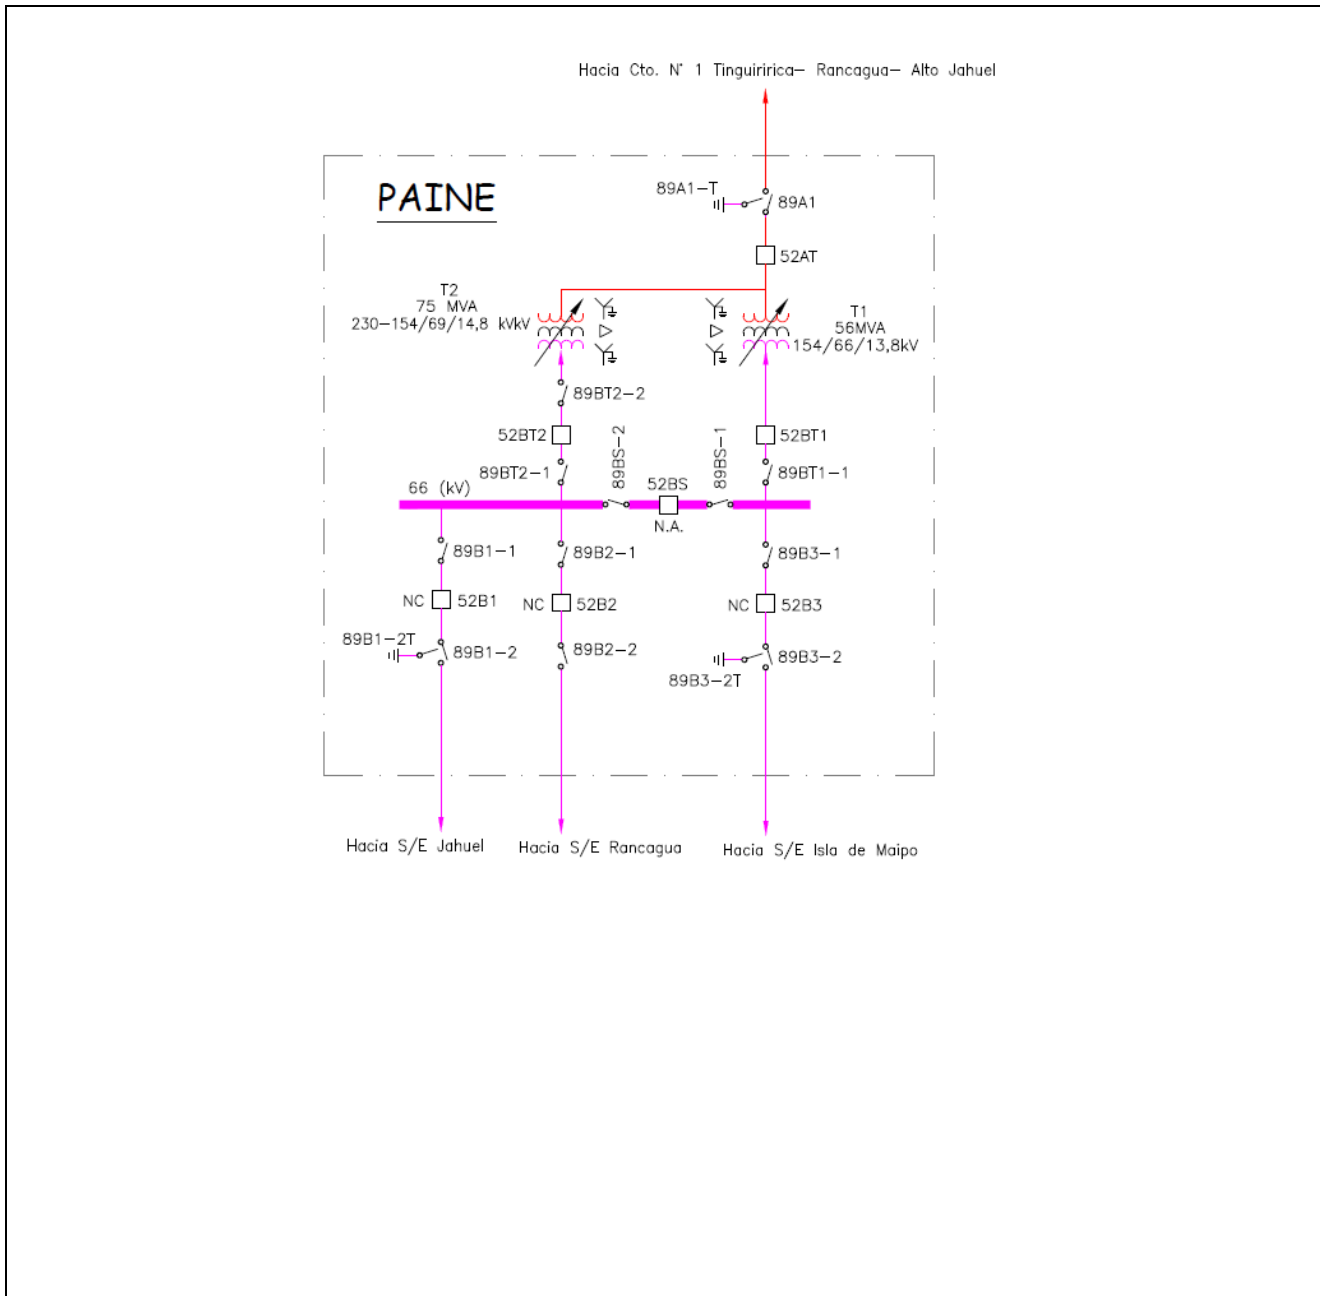 Hacia Cto. N° 1 Tinguiririca– Rancagua– Alto Jahuel
PAINE
89A1–T
89A1
52AT
T2
75 MVA
230–154/69/14,8 kVkV
T1
56MVA
154/66/13,8kV
89BT2–2
52BT2
89BT2–1
89BS–2
89BS–1
52BT1
89BT1–1
66 (kV)
52BS
N.A.
89B1–1
89B2–1
89B3–1
NC
52B1
NC
52B2
NC
52B3
89B1–2T
89B1–2
89B2–2
89B3–2
89B3–2T
Hacia S/E Jahuel
Hacia S/E Rancagua
Hacia S/E Isla de Maipo